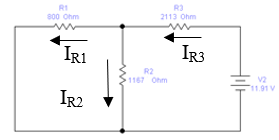 R1
800 Ohm
R3
2113 Ohm
IR1
IR3
R2
1167 Ohm
IR2
V2
11.91 V